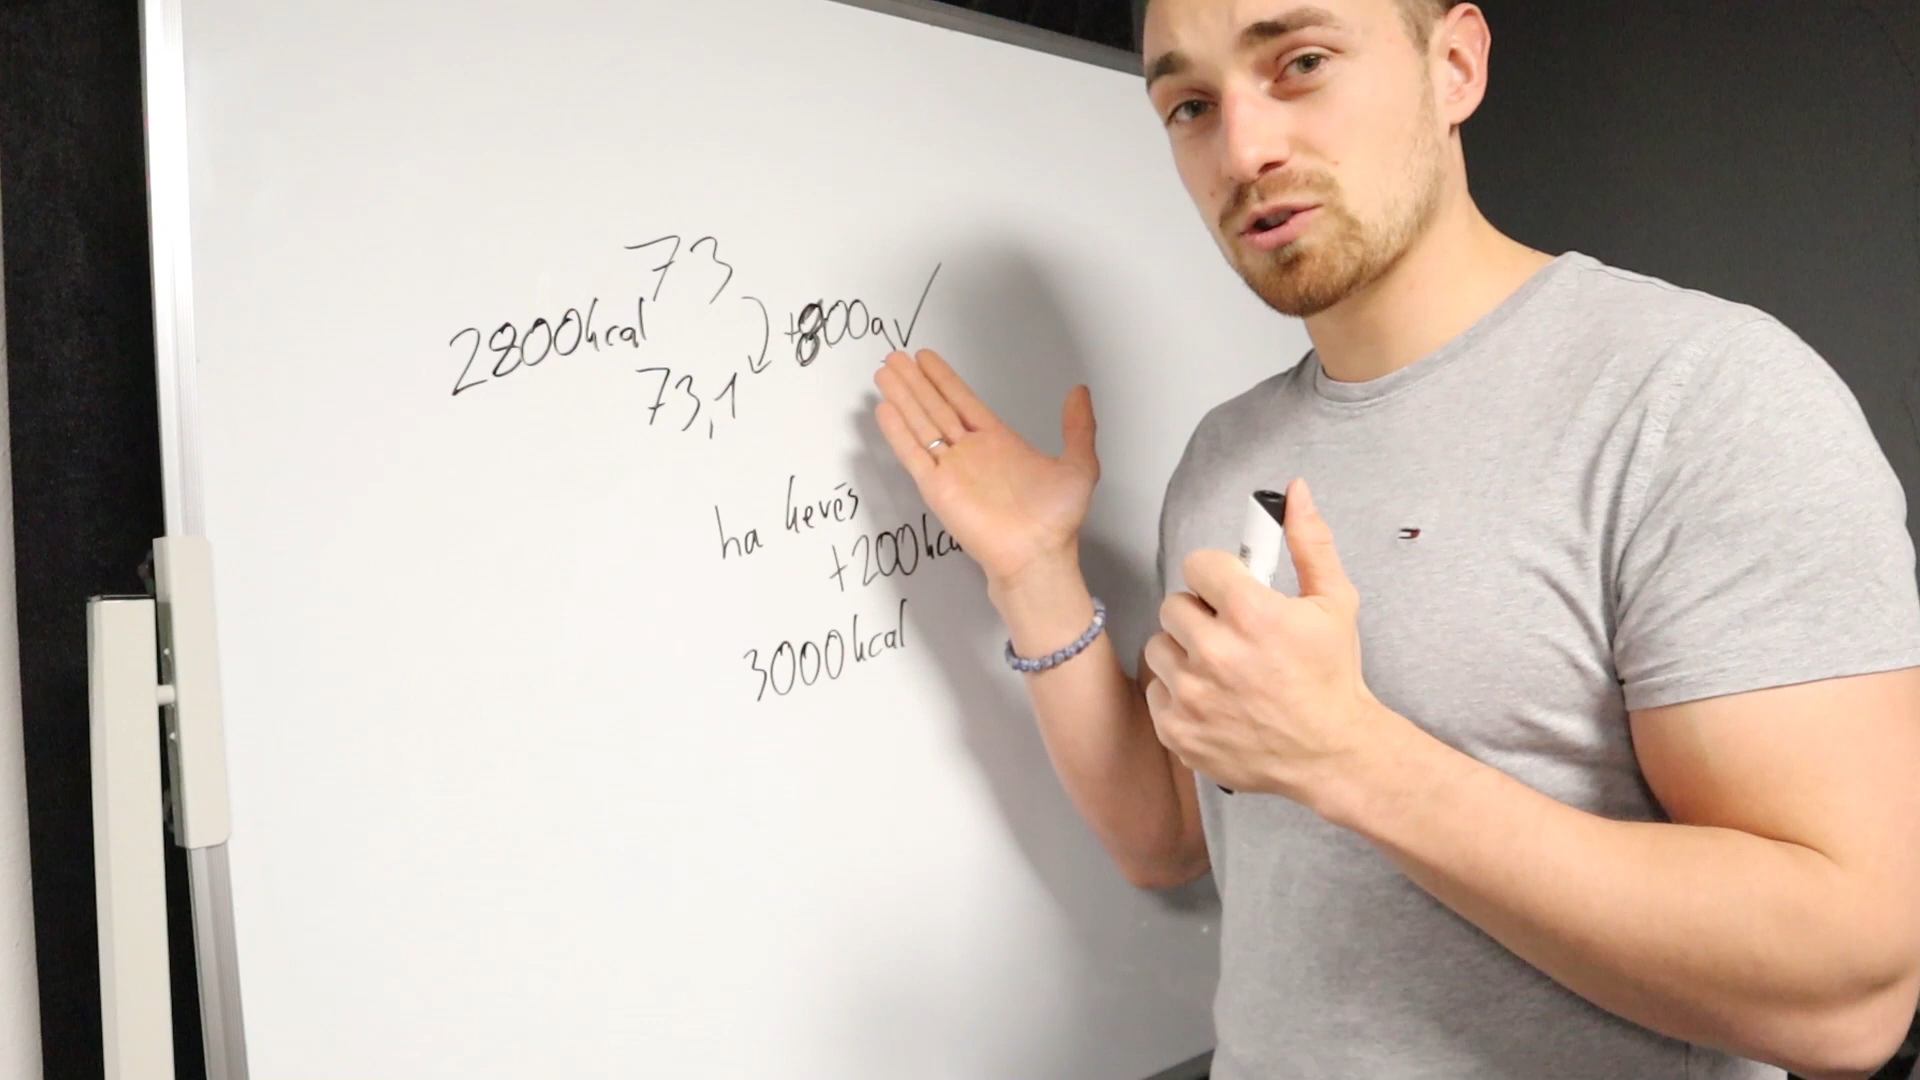 73
2800kcal +800g
73,1
ha kevés
+200kcal
3000kcal